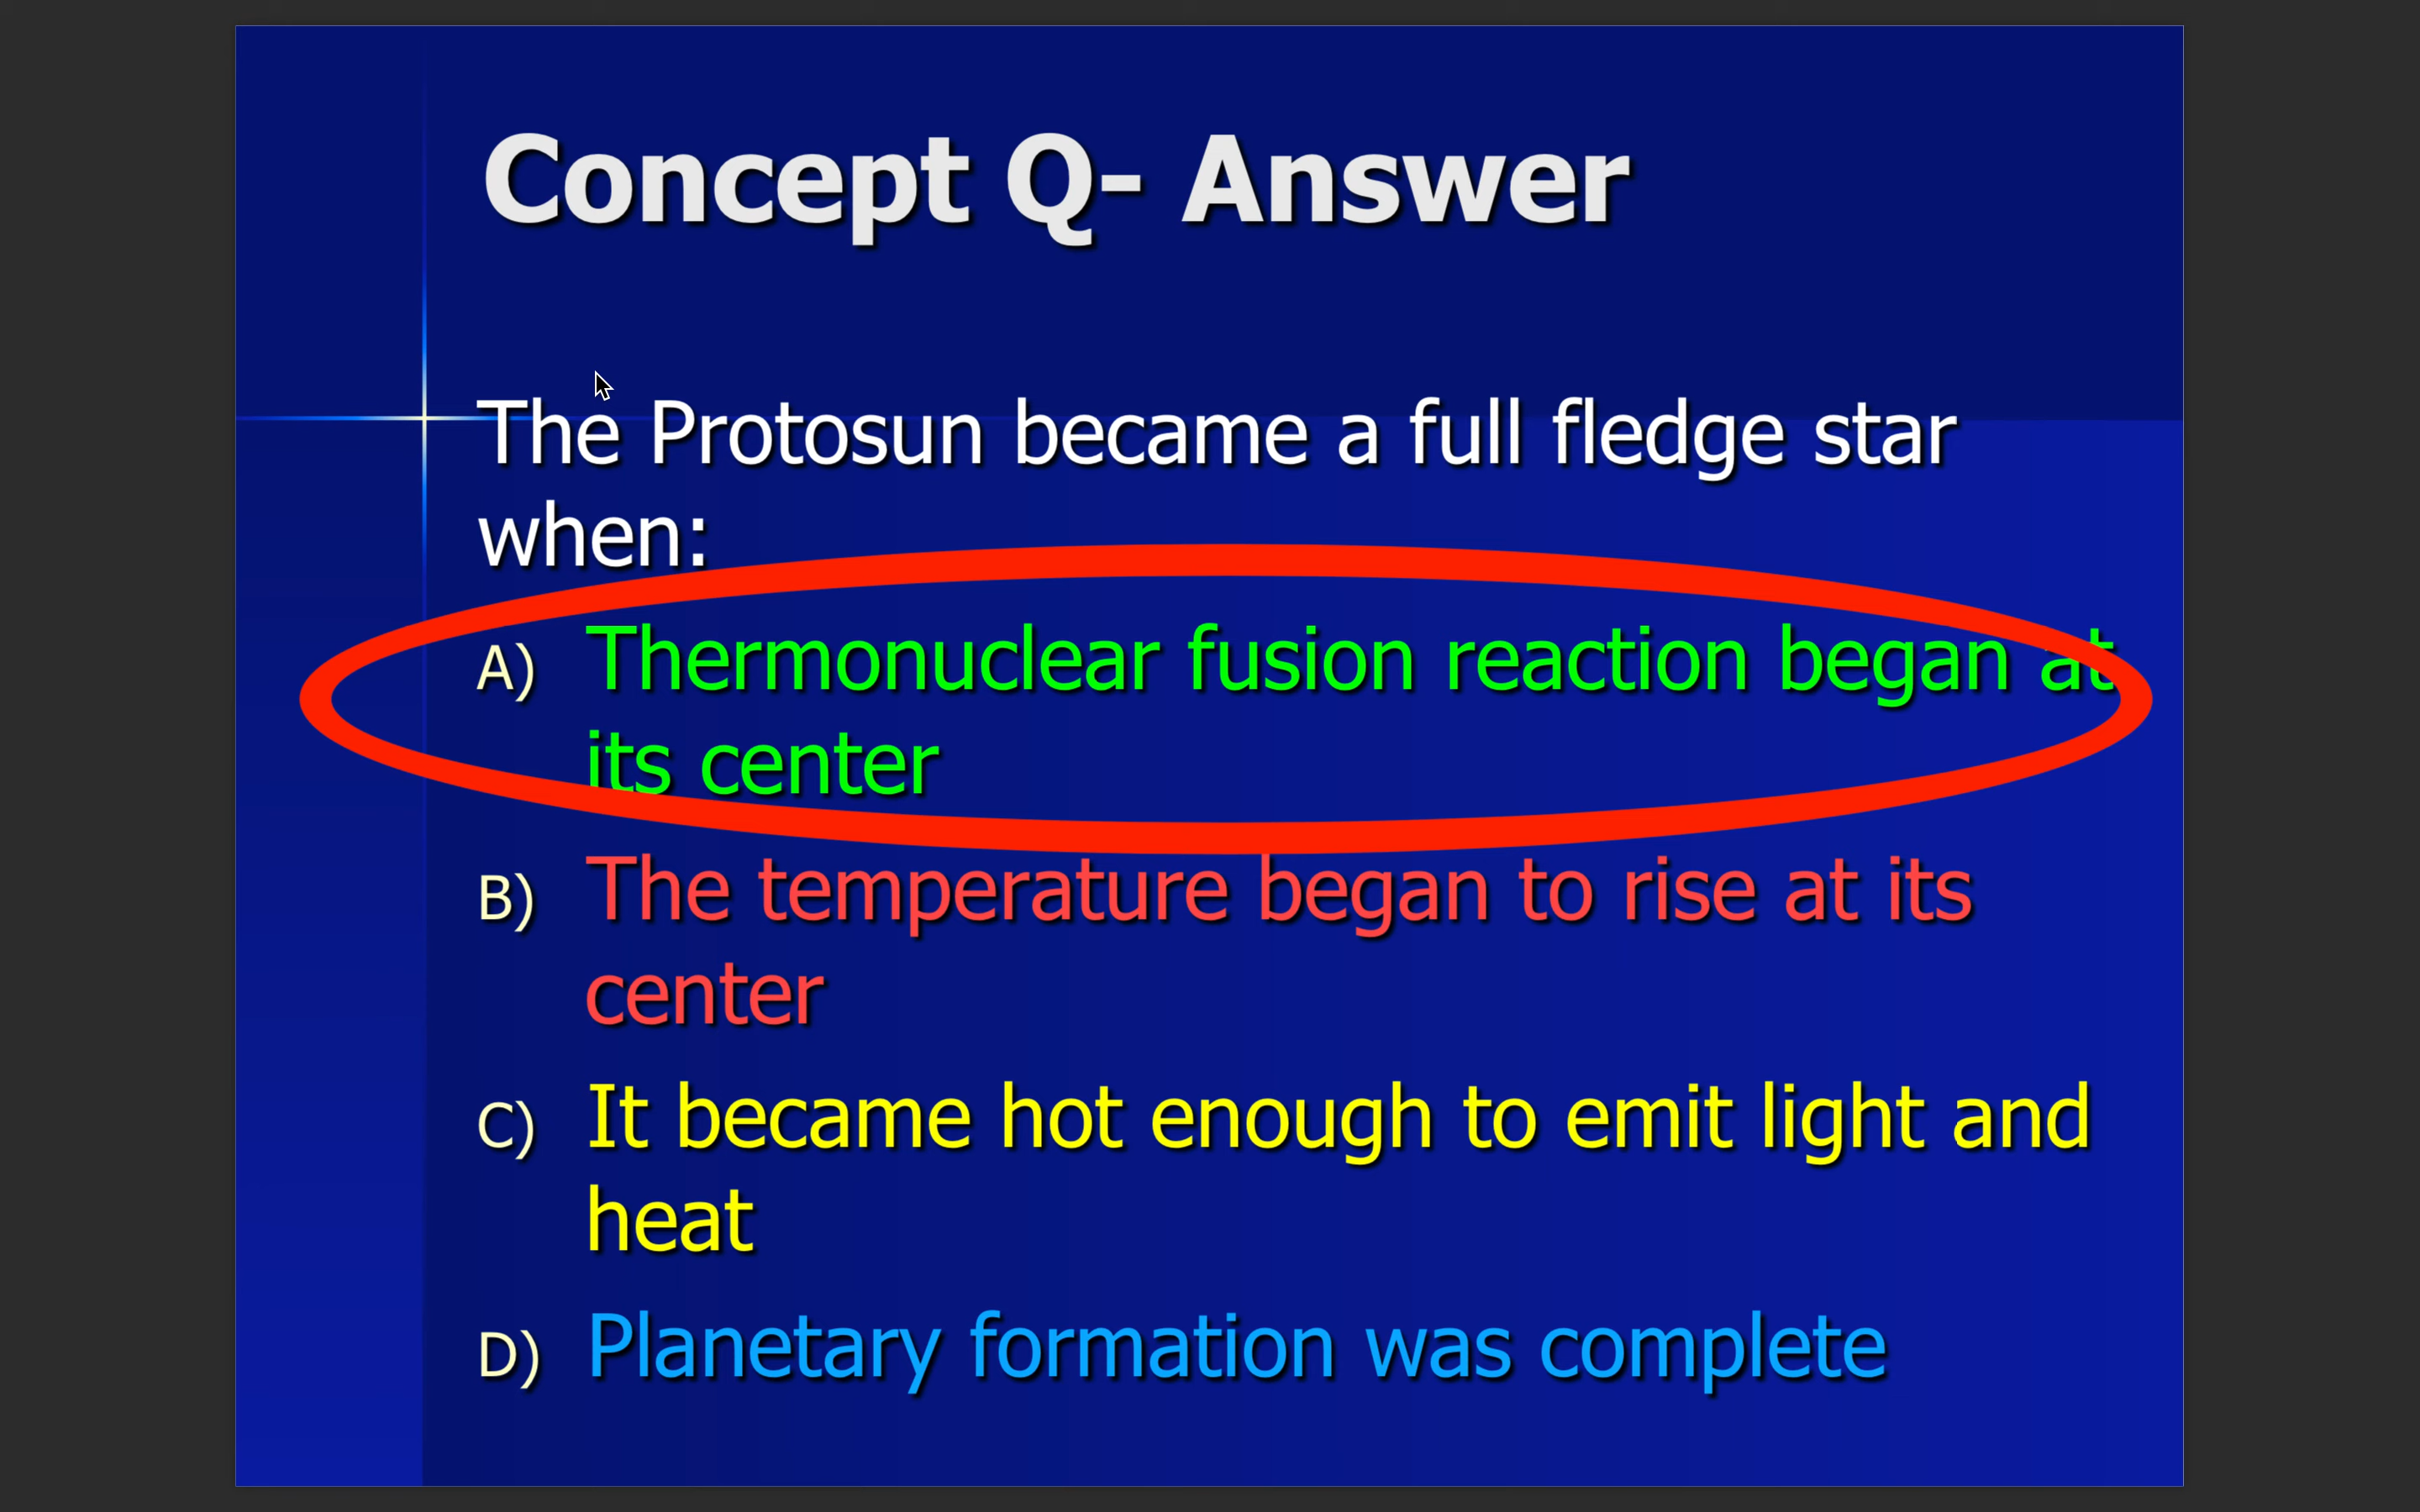 Concept Q- Answer
The Protosun became a full fledge star
when:
A) Thermonuclear fusion reaction began at
its center
B) The temperature began to rise at its
center
C) It became hot enough to emit light and
heat
D) Planetary formation was complete